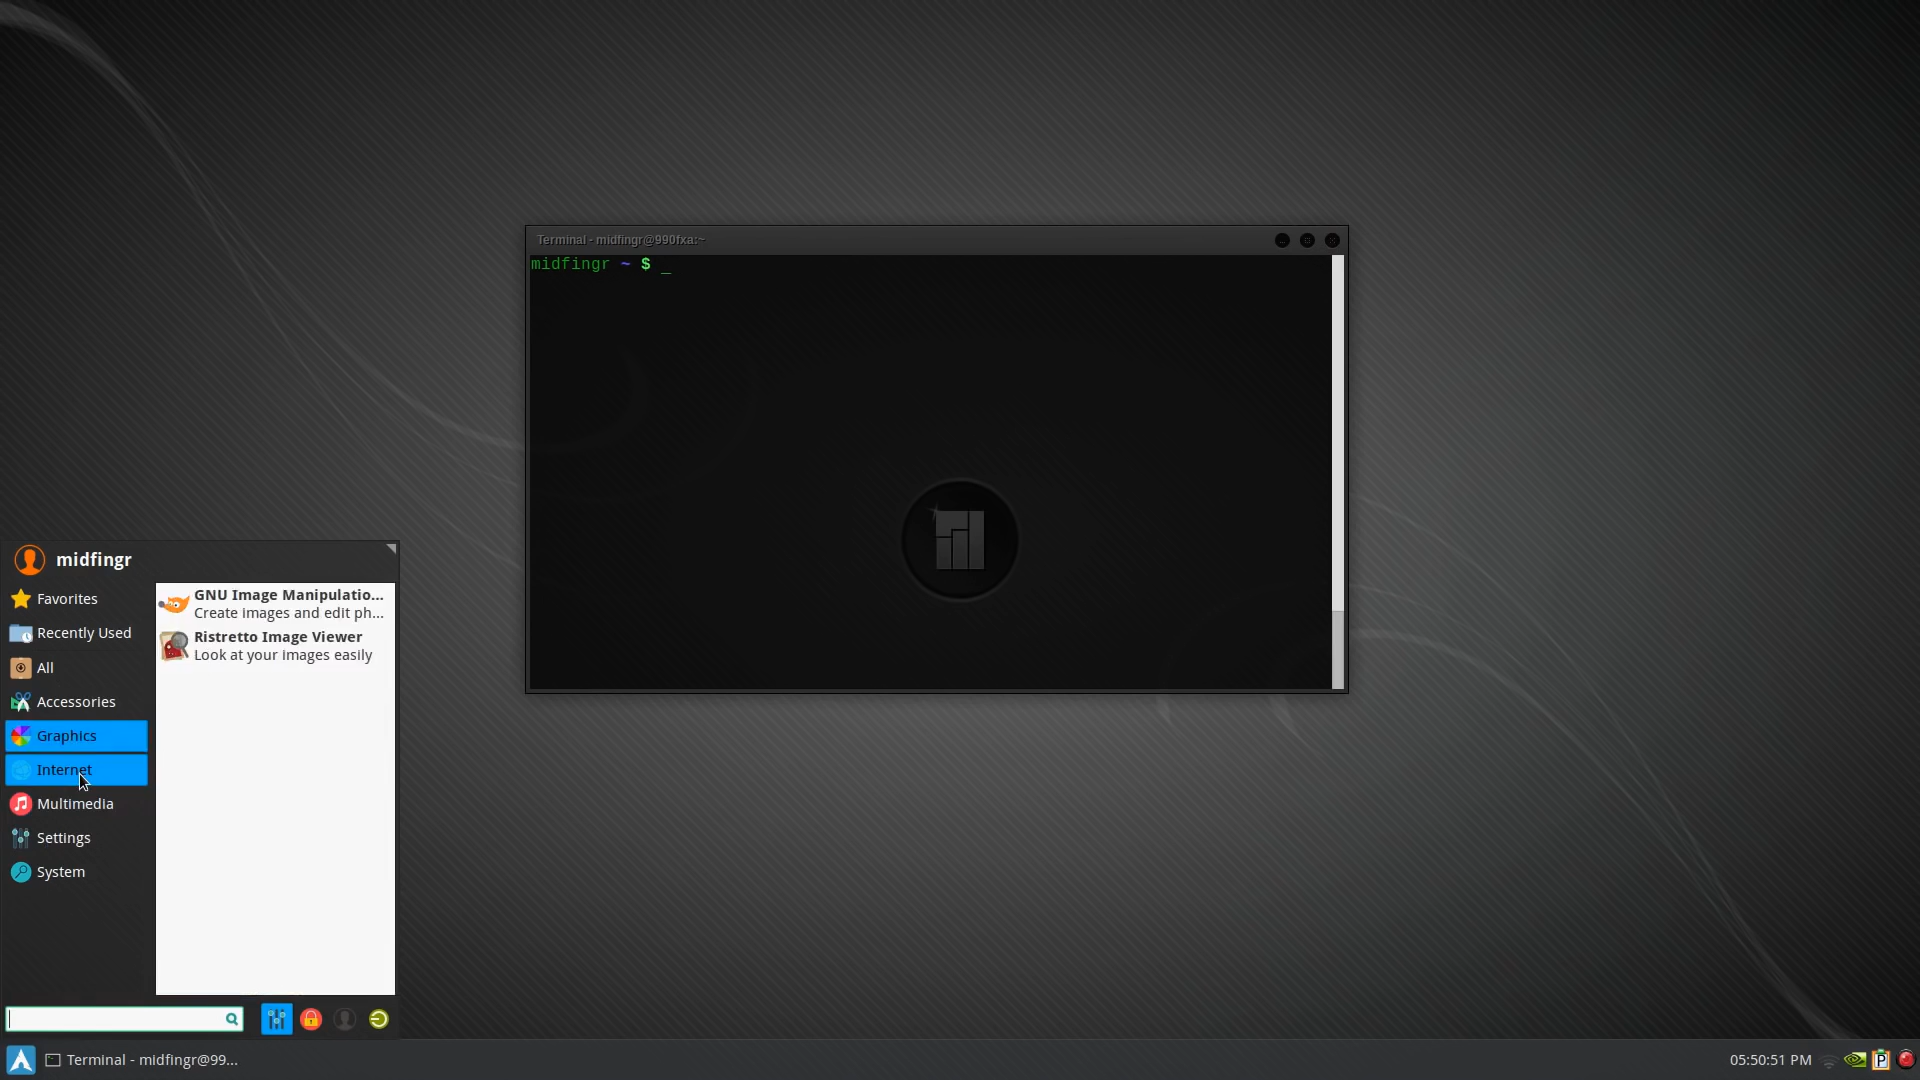 Terminal - midfingr@990fxa:~
midfingr ~ $ _
midfingr
Favorites
Recently Used
All
Accessories
Graphics
Internet
Multimedia
Settings
System
GNU Image Manipulatio...
Create images and edit ph...
Ristretto Image Viewer
Look at your images easily
Terminal - midfingr@99...
05:50:51 PM
P